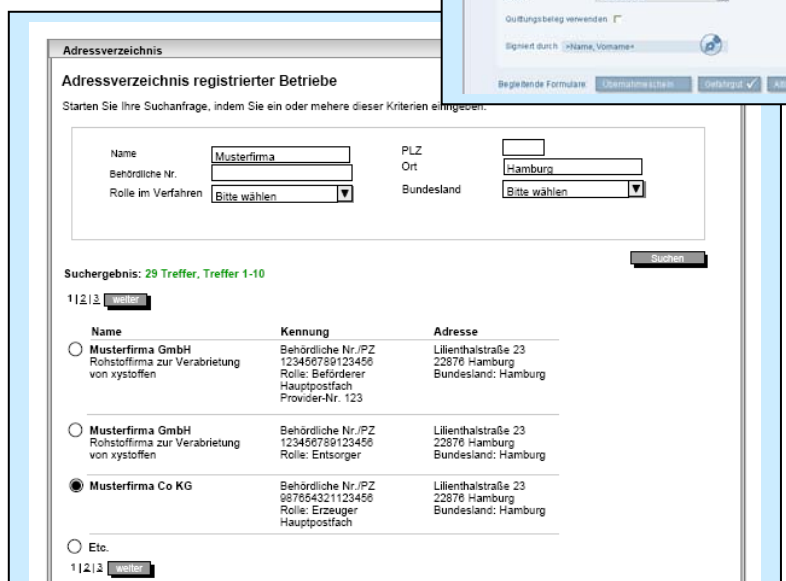 Quittungsbeleg verwenden
Signiert durch »Name, Vorname«
Begleitende Formulare: Übernahmeschein Gefahrgut
Adressverzeichnis
Adressverzeichnis registrierter Betriebe
Starten Sie Ihre Suchanfrage, indem Sie ein oder mehere dieser Kriterien einngeben.
Name Musterfirma PLZ
Behördliche Nr. Ort Hamburg
Rolle im Verfahren Bitte wählen Bundesland Bitte wählen
Suchen
Suchergebnis: 29 Treffer, Treffer 1-10
1|2|3 weiter
Name Kennung Adresse
Musterfirma GmbH Behördliche Nr./PZ Lilienthalstraße 23
Rohstoffirma zur Verabrietung 123456789123456 22876 Hamburg
von xystoffen Rolle: Beförderer Bundesland: Hamburg
Hauptpostfach
Provider-Nr. 123
Musterfirma GmbH Behördliche Nr./PZ Lilienthalstraße 23
Rohstoffirma zur Verabrietung 123456789123456 22876 Hamburg
von xystoffen Rolle: Entsorger Bundesland: Hamburg
Musterfirma Co KG Behördliche Nr./PZ Lilienthalstraße 23
987654321123456 22876 Hamburg
Rolle: Erzeuger Bundesland: Hamburg
Hauptpostfach
Etc.
1|2|3 weiter